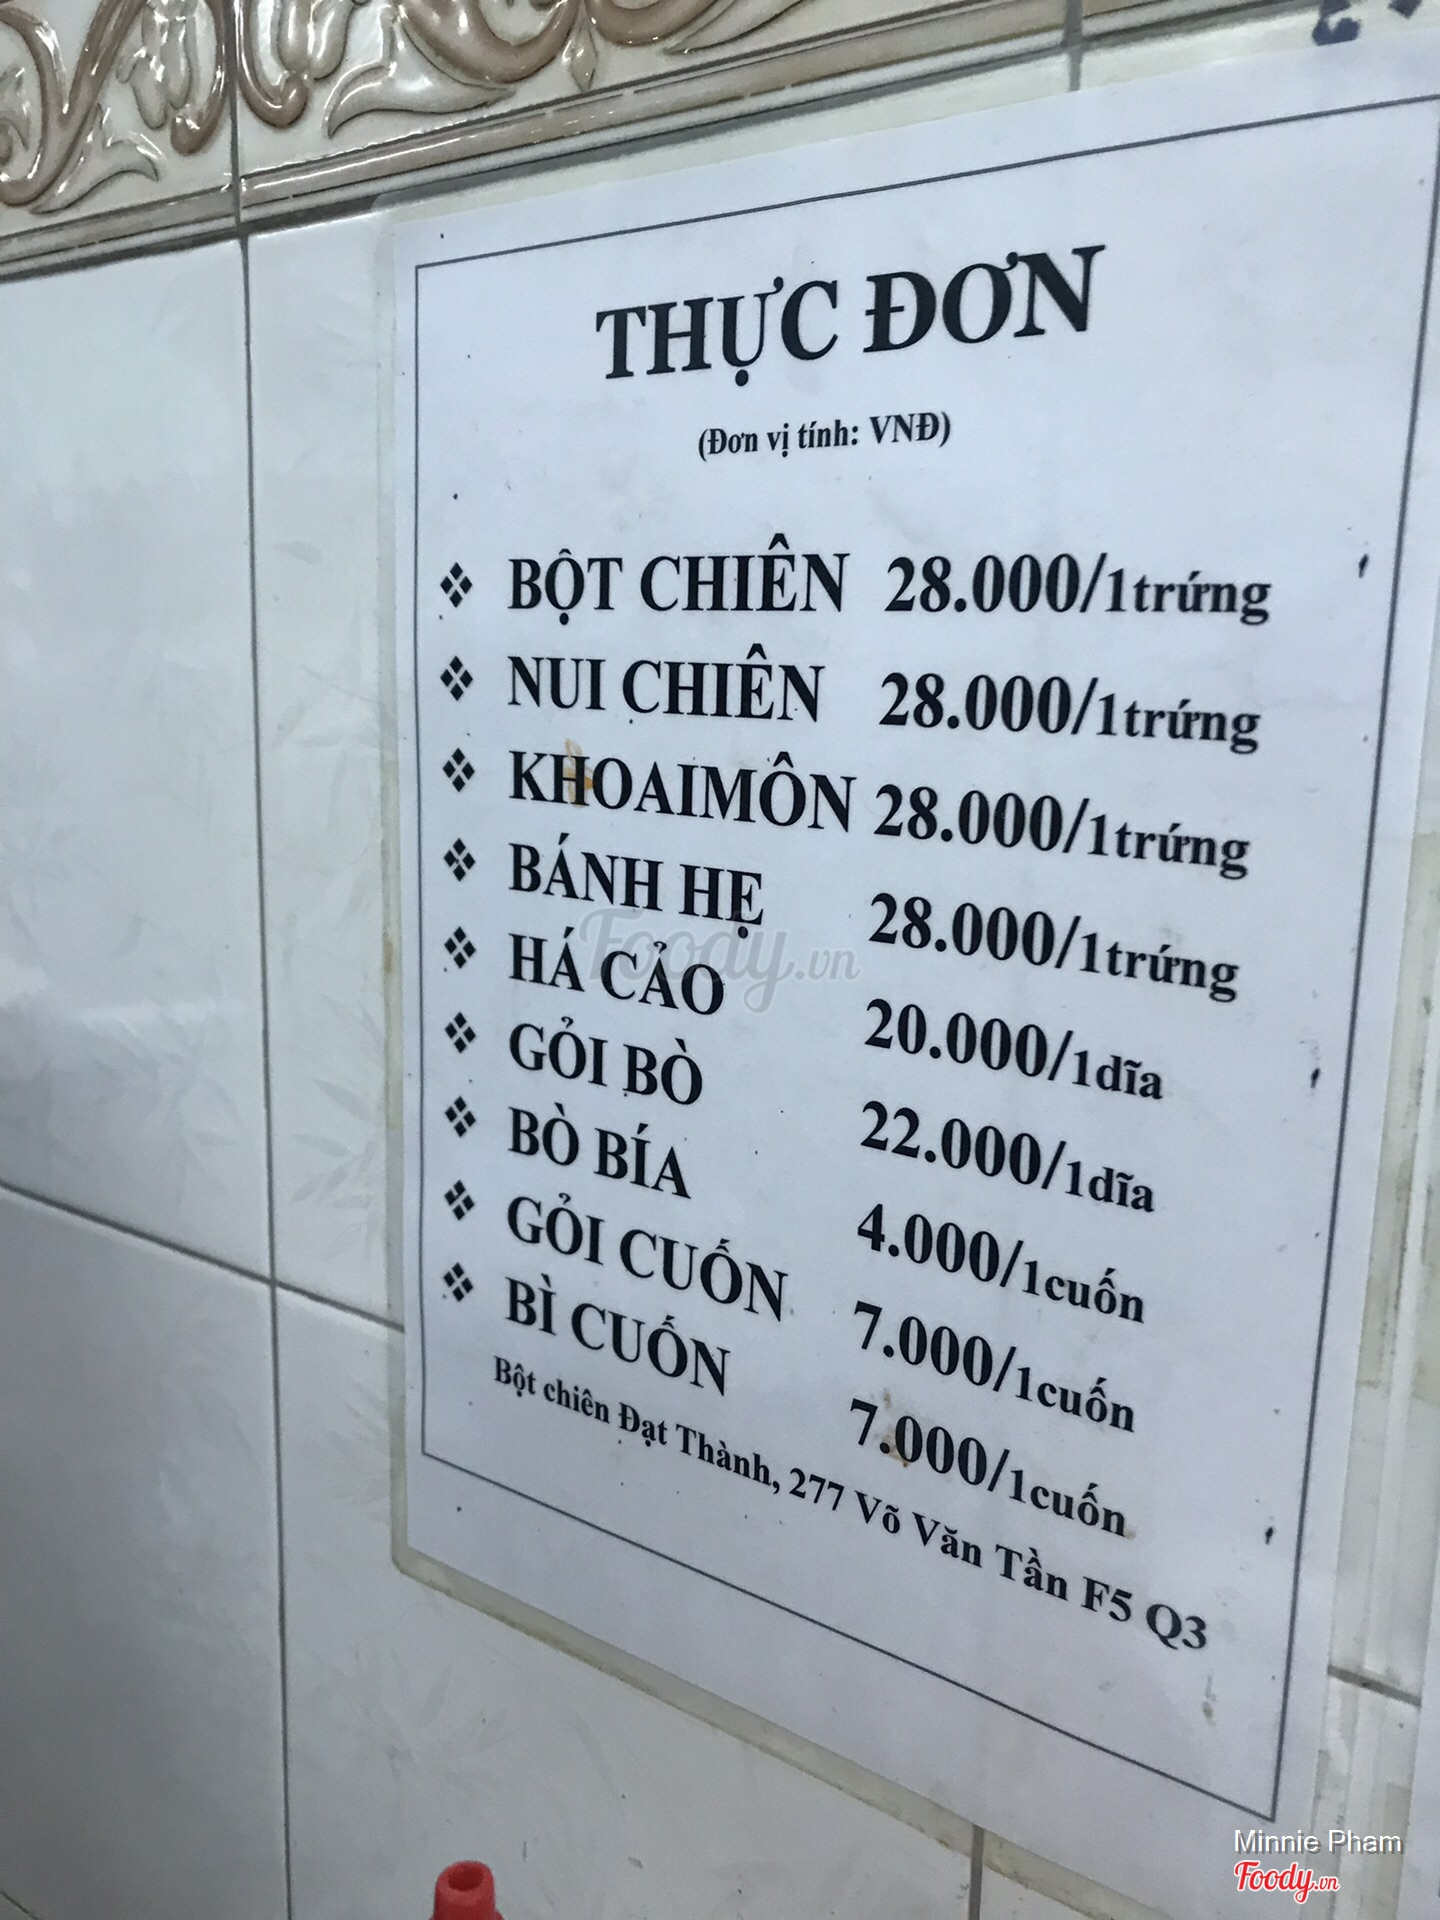 THỰC ĐƠN
(Đơn vị tính: VNĐ)
❖ BỘT CHIÊN 28.000/1trứng
❖ NUI CHIÊN 28.000/1trứng
❖ KHOAIMÔN 28.000/1trứng
❖ BÁNH HẸ 28.000/1trứng
❖ HÁ CẢO 20.000/1dĩa
❖ GỎI BÒ 22.000/1dĩa
❖ BÒ BÍA 4.000/1cuốn
❖ GỎI CUỐN 7.000/1cuốn
❖ BÌ CUỐN 7.000/1cuốn
Bột chiên Đạt Thành, 277 Võ Văn Tần F5 Q3
Foody.vn
Minnie Pham
Foody.vn